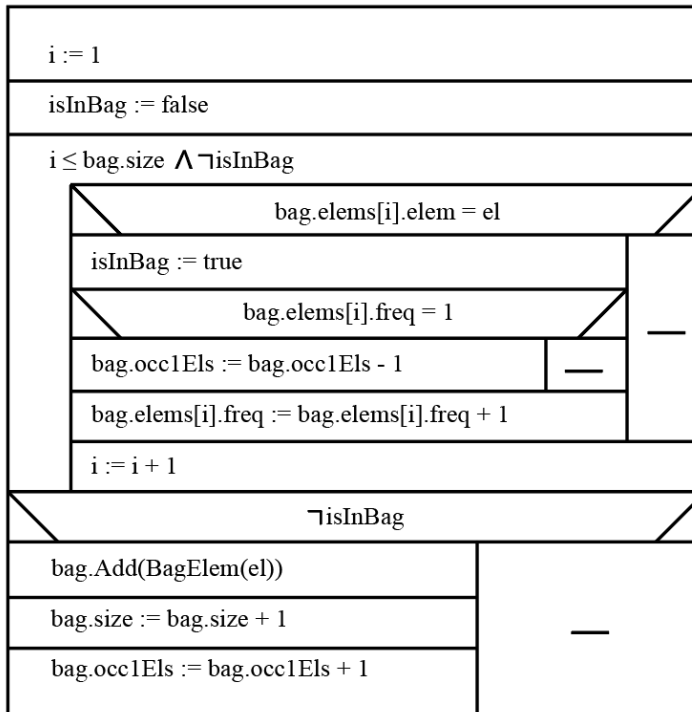 i := 1
isInBag := false
i ≤ bag.size ∧ ¬isInBag
bag.elems[i].elem = el
isInBag := true
bag.elems[i].freq = 1
bag.occ1Els := bag.occ1Els - 1
bag.elems[i].freq := bag.elems[i].freq + 1
i := i + 1
¬isInBag
bag.Add(BagElem(el))
bag.size := bag.size + 1
bag.occ1Els := bag.occ1Els + 1